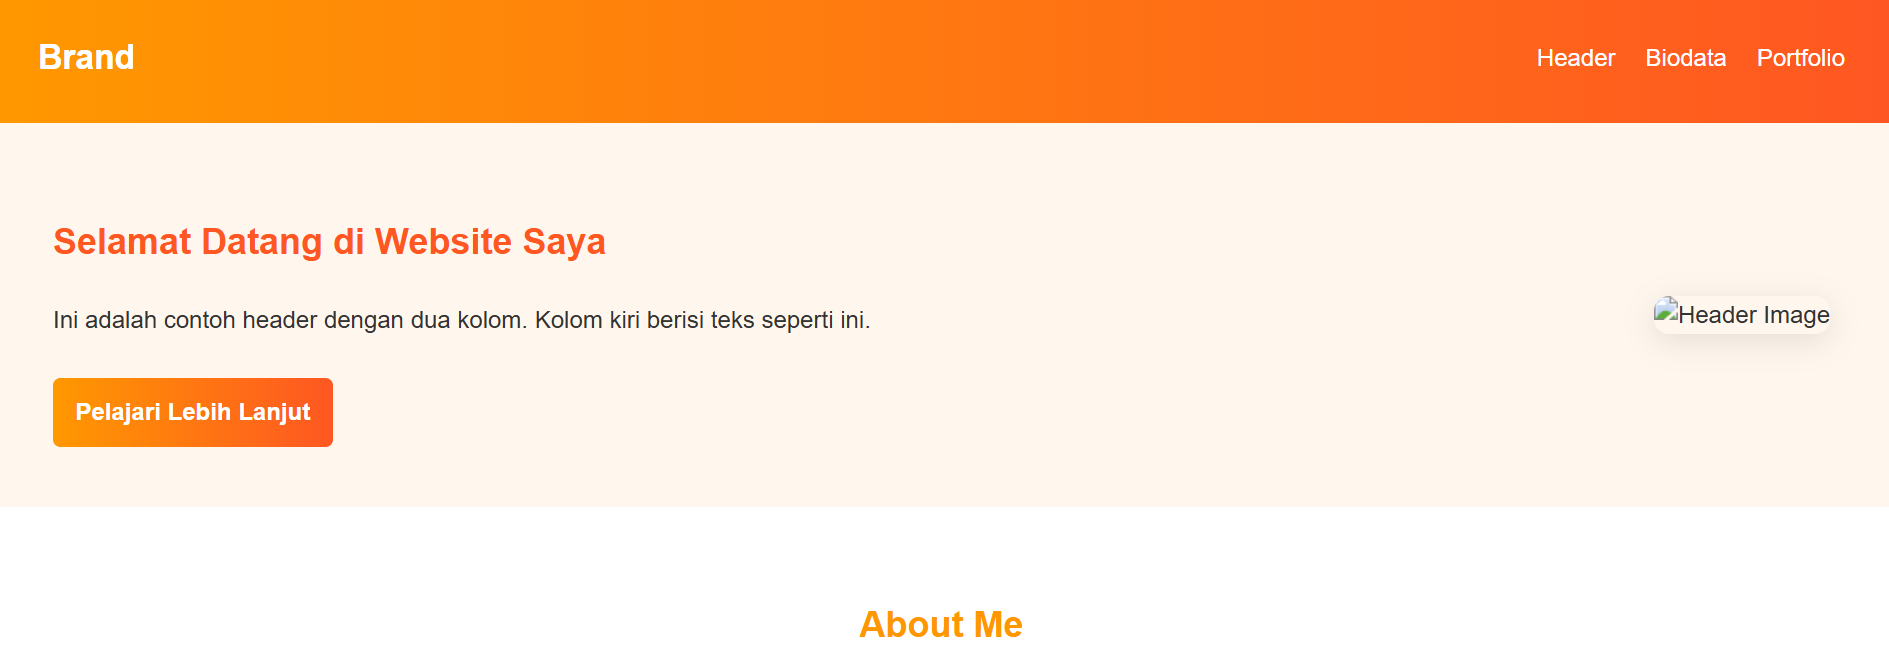 Brand
Header Biodata Portfolio
Selamat Datang di Website Saya
Ini adalah contoh header dengan dua kolom. Kolom kiri berisi teks seperti ini.
Header Image
Pelajari Lebih Lanjut
About Me